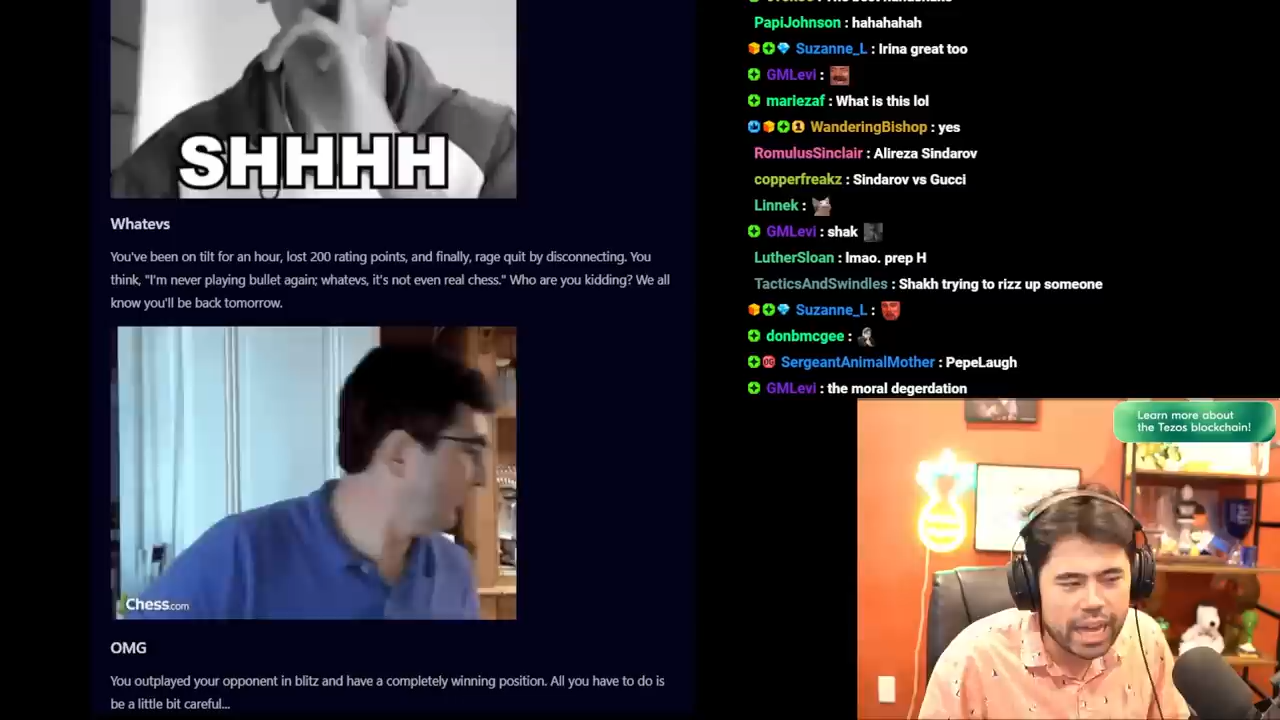 SHHHH
Whatevs
You've been on tilt for an hour, lost 200 rating points, and finally, rage quit by disconnecting. You
think, "I'm never playing bullet again; whatevs, it's not even real chess." Who are you kidding? We all
know you'll be back tomorrow.
Chess.com
OMG
You outplayed your opponent in blitz and have a completely winning position. All you have to do is
be a little bit careful...
PapiJohnson : hahahahah
Suzanne_L : Irina great too
GMLevi :
mariezaf : What is this lol
WanderingBishop : yes
RomulusSinclair : Alireza Sindarov
copperfreakz : Sindarov vs Gucci
Linnek :
GMLevi : shak
LutherSloan : lmao. prep H
TacticsAndSwindles : Shakh trying to rizz up someone
Suzanne_L :
donbmcgee :
SergeantAnimalMother : PepeLaugh
GMLevi : the moral degerdation
Learn more about
the Tezos blockchain!